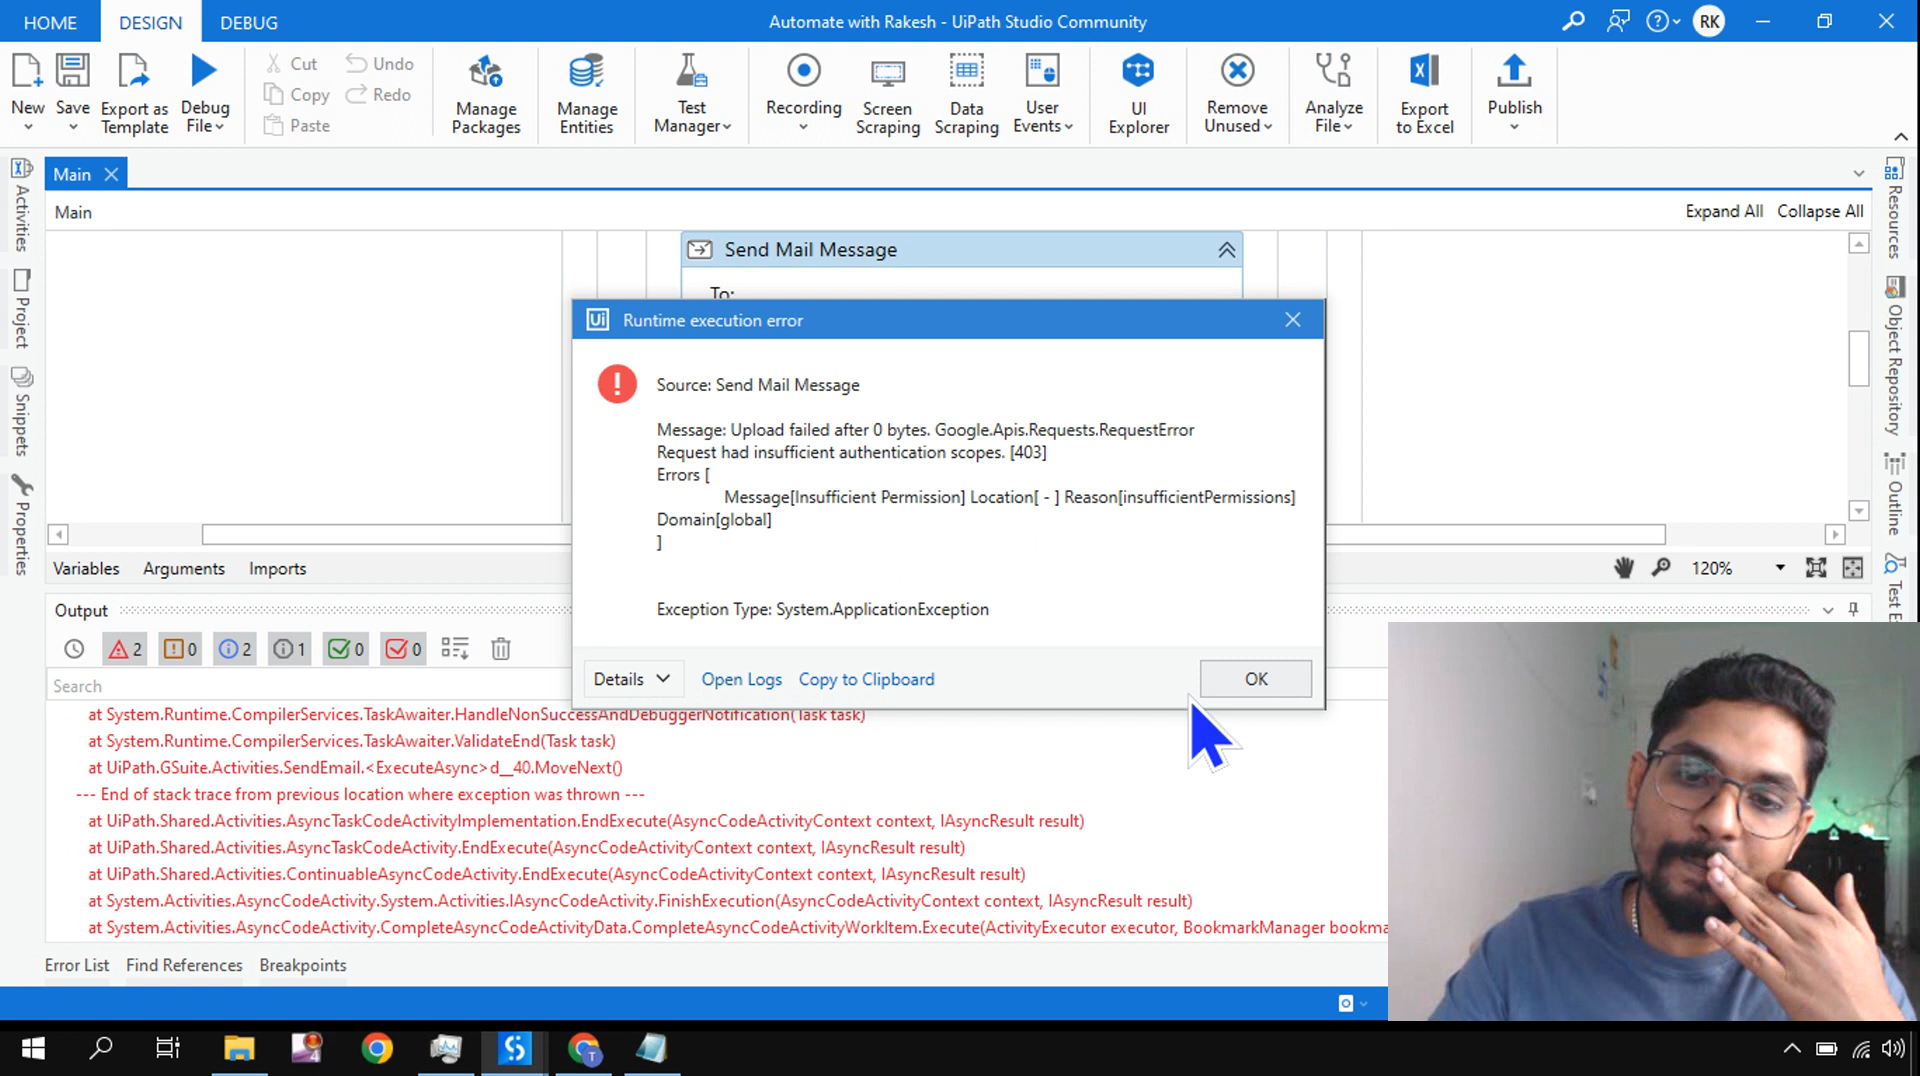 HOME
DESIGN
DEBUG
Automate with Rakesh - UiPath Studio Community
RK
New
Save
Export as
Template
Debug
File
Cut
Copy
Paste
Undo
Redo
Manage
Packages
Manage
Entities
Test
Manager
Recording
Screen
Scraping
Data
Scraping
User
Events
UI
Explorer
Remove
Unused
Analyze
File
Export
to Excel
Publish
Main
Main
Expand All
Collapse All
Activities
Project
Snippets
Properties
Resources
Object Repository
Outline
Send Mail Message
To:
Ui
Runtime execution error
Source: Send Mail Message
Message: Upload failed after 0 bytes. Google.Apis.Requests.RequestError
Request had insufficient authentication scopes. [403]
Errors [
Message[Insufficient Permission] Location[ - ] Reason[insufficientPermissions]
Domain[global]
]
Exception Type: System.ApplicationException
Details
Open Logs
Copy to Clipboard
OK
Variables
Arguments
Imports
120%
Output
2
0
2
1
0
0
Search
at System.Runtime.CompilerServices.TaskAwaiter.HandleNonSuccessAndDebuggerNotification(Task task)
at System.Runtime.CompilerServices.TaskAwaiter.ValidateEnd(Task task)
at UiPath.GSuite.Activities.SendEmail.<ExecuteAsync>d__40.MoveNext()
--- End of stack trace from previous location where exception was thrown ---
at UiPath.Shared.Activities.AsyncTaskCodeActivityImplementation.EndExecute(AsyncCodeActivityContext context, IAsyncResult result)
at UiPath.Shared.Activities.AsyncTaskCodeActivity.EndExecute(AsyncCodeActivityContext context, IAsyncResult result)
at UiPath.Shared.Activities.ContinuableAsyncCodeActivity.EndExecute(AsyncCodeActivityContext context, IAsyncResult result)
at System.Activities.AsyncCodeActivity.System.Activities.IAsyncCodeActivity.FinishExecution(AsyncCodeActivityContext context, IAsyncResult result)
at System.Activities.AsyncCodeActivity.CompleteAsyncCodeActivityData.CompleteAsyncCodeActivityWorkItem.Execute(ActivityExecutor executor, BookmarkManager bookma
Error List
Find References
Breakpoints